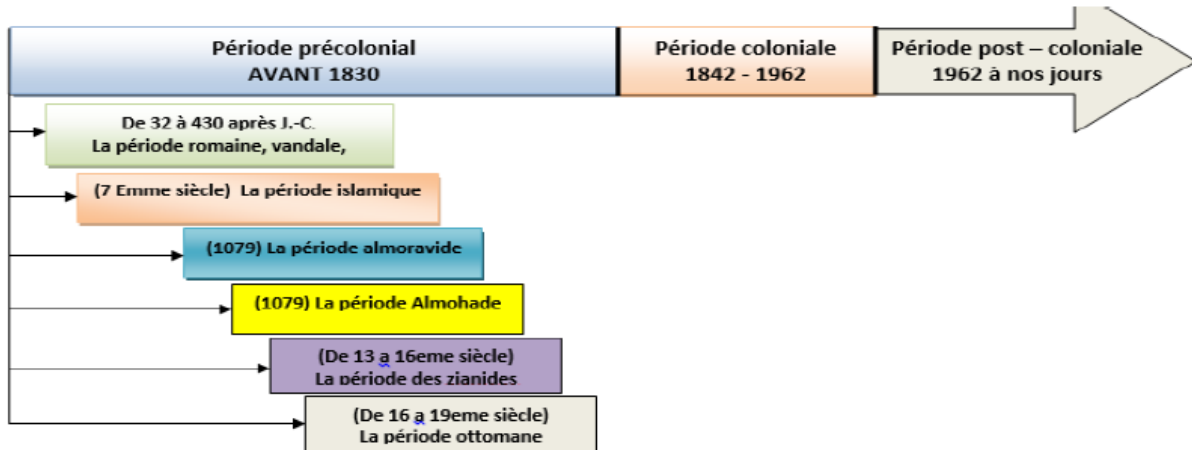 Période précolonial
AVANT 1830
Période coloniale
1842 - 1962
Période post – coloniale
1962 à nos jours
De 32 à 430 après J.-C.
La période romaine, vandale,
(7 Emme siècle) La période islamique
(1079) La période almoravide
(1079) La période Almohade
(De 13 a 16eme siècle)
La période des zianides
(De 16 a 19eme siècle)
La période ottomane